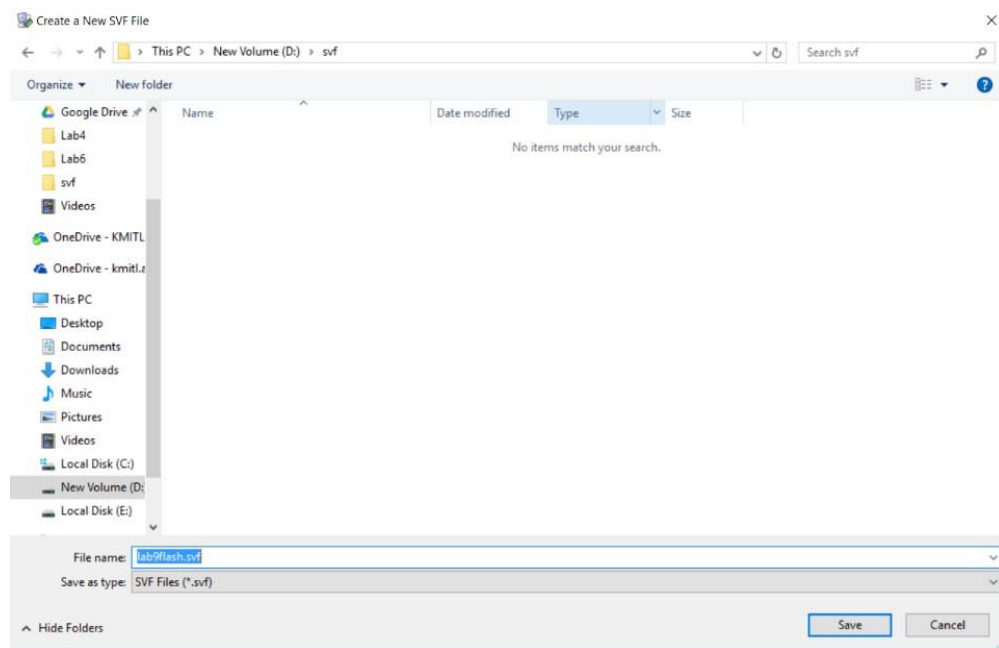 Create a New SVF File
This PC > New Volume (D:) > svf
Search svf
Organize
New folder
Name
Date modified
Type
Size
No items match your search.
Google Drive
Lab4
Lab6
svf
Videos
OneDrive - KMITL
OneDrive - kmitl.a
This PC
Desktop
Documents
Downloads
Music
Pictures
Videos
Local Disk (C:)
New Volume (D:
Local Disk (E:)
File name: lab9flash.svf
Save as type: SVF Files (*.svf)
Hide Folders
Save
Cancel